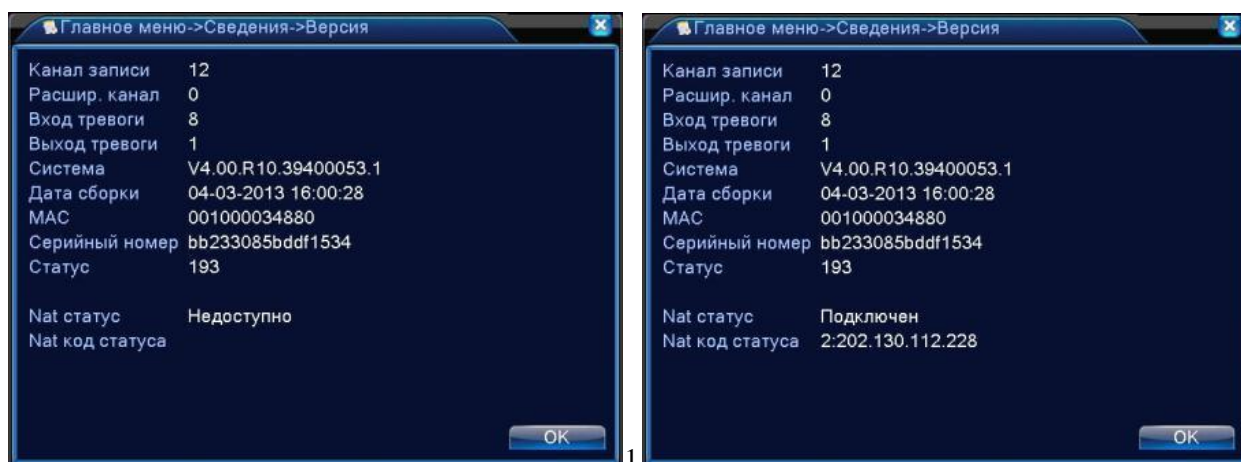 Главное меню->Сведения->Версия
Канал записи 12
Расшир. канал 0
Вход тревоги 8
Выход тревоги 1
Система V4.00.R10.39400053.1
Дата сборки 04-03-2013 16:00:28
MAC 001000034880
Серийный номер bb233085bddf1534
Статус 193
Nat статус Недоступно
Nat код статуса
OK
1
Главное меню->Сведения->Версия
Канал записи 12
Расшир. канал 0
Вход тревоги 8
Выход тревоги 1
Система V4.00.R10.39400053.1
Дата сборки 04-03-2013 16:00:28
MAC 001000034880
Серийный номер bb233085bddf1534
Статус 193
Nat статус Подключен
Nat код статуса 2:202.130.112.228
OK